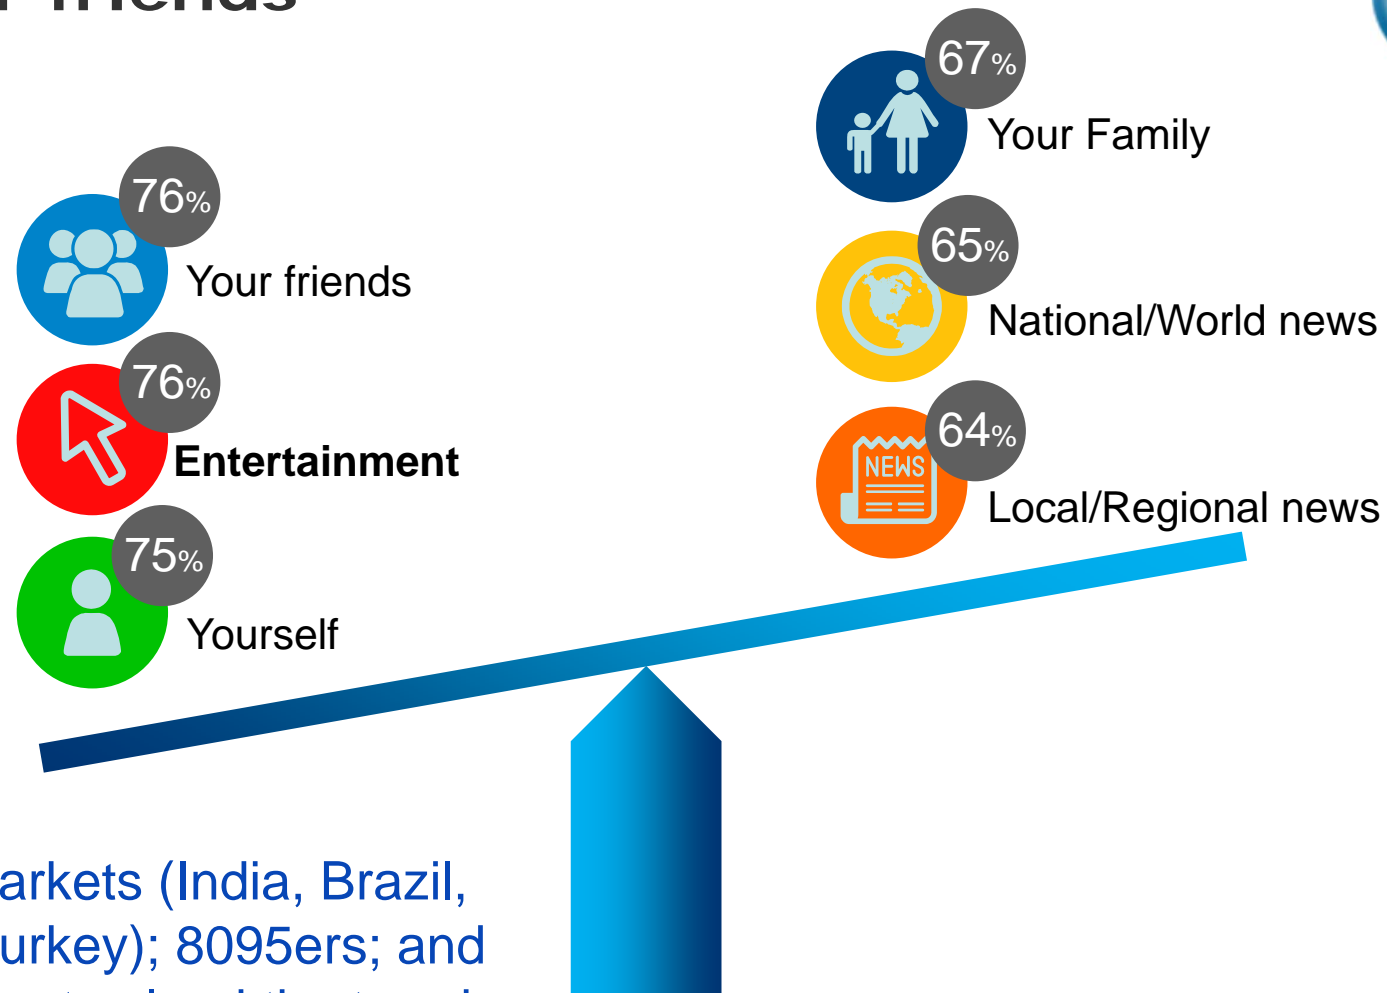 friends
76%
Your friends
76%
Entertainment
75%
Yourself
67%
Your Family
65%
National/World news
NEWS
64%
Local/Regional news
arkets (India, Brazil,
urkey); 8095ers; and